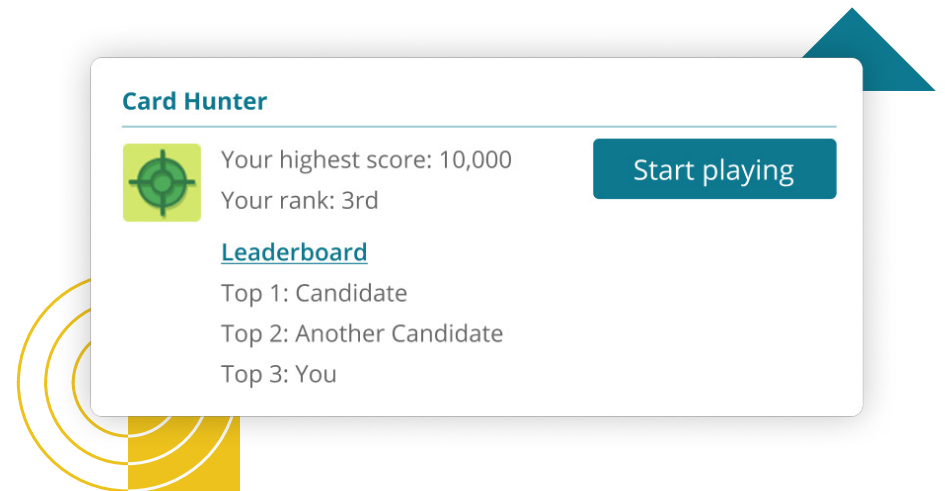 Card Hunter
Your highest score: 10,000
Your rank: 3rd
Start playing
Leaderboard
Top 1: Candidate
Top 2: Another Candidate
Top 3: You